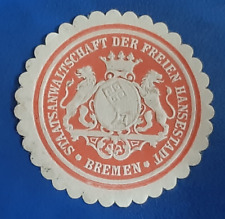 STAATSANWALTSCHAFT DER FREIEN HANSESTADT
BREMEN